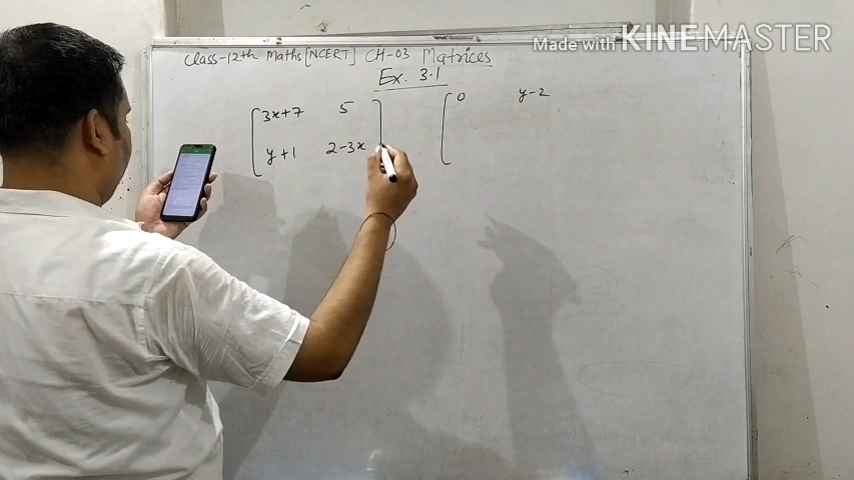 Made with KINEMASTER
Class-12th Maths [NCERT] CH-03 Matrices
Ex. 3.1
3x+7 5 0 y-2
y+1 2-3x